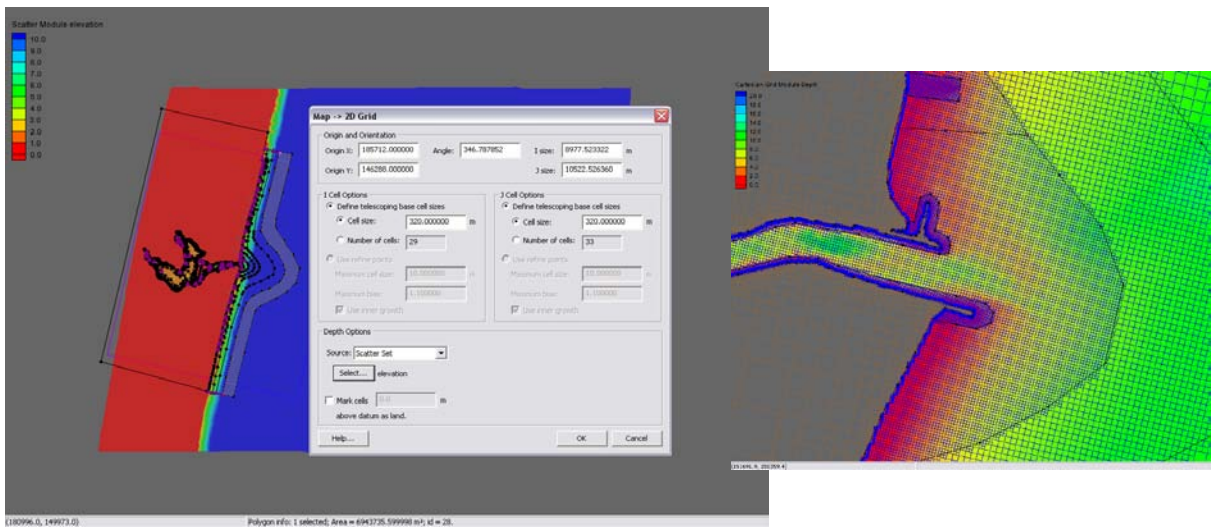 Scatter Module elevation
10.0
9.0
8.0
7.0
6.0
5.0
4.0
3.0
2.0
1.0
0.0
Map -> 2D Grid
Origin and Orientation
Origin X: 185712.000000 Angle: 346.787852 I size: 8977.523322 m
Origin Y: 146288.000000 J size: 10522.526360 m
I Cell Options
Define telescoping base cell sizes
Cell size: 320.000000 m
Number of cells: 29
Use refine points
Maximum cell size: 10.000000 m
Maximum bias: 1.100000
Use inner growth
J Cell Options
Define telescoping base cell sizes
Cell size: 320.000000 m
Number of cells: 33
Use refine points
Maximum cell size: 10.000000 m
Maximum bias: 1.100000
Use inner growth
Depth Options
Source: Scatter Set
Select... elevation
Mark cells 0.0 m
above datum as land.
Help... OK Cancel
(180996.0, 149973.0) Polygon info: 1 selected; Area = 6943735.599998 m²; id = 28.
Cartesian Grid Module Depth